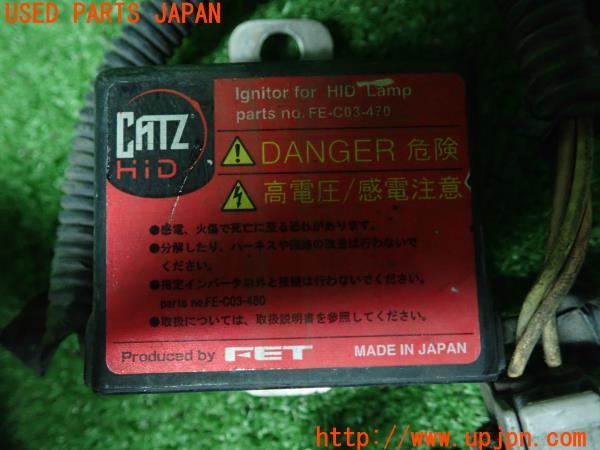 USED PARTS JAPAN
Ignitor for HID Lamp
parts no. FE-C03-470
CATZ
HiD
DANGER 危険
高電圧/感電注意
●感電、火傷で死亡に至る恐れがあります。
●分解したり、ハーネスや回路の改造は行わないで
ください。
●指定インバータ以外と接続は行わないでください。
parts no.FE-C03-480
●取扱については、取扱説明書を参照してください。
Produced by FET
MADE IN JAPAN
http://www.upjpn.com